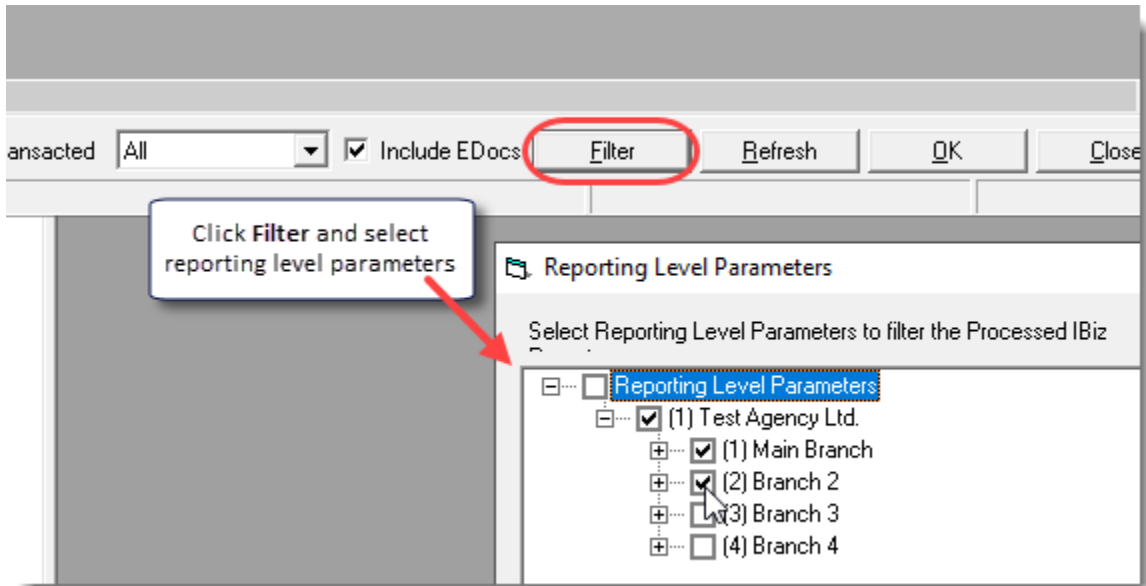 ansacted All Include EDocs Filter Refresh OK Close
Click Filter and select
reporting level parameters
Reporting Level Parameters
Select Reporting Level Parameters to filter the Processed IBiz
Reporting Level Parameters
(1) Test Agency Ltd.
(1) Main Branch
(2) Branch 2
(3) Branch 3
(4) Branch 4